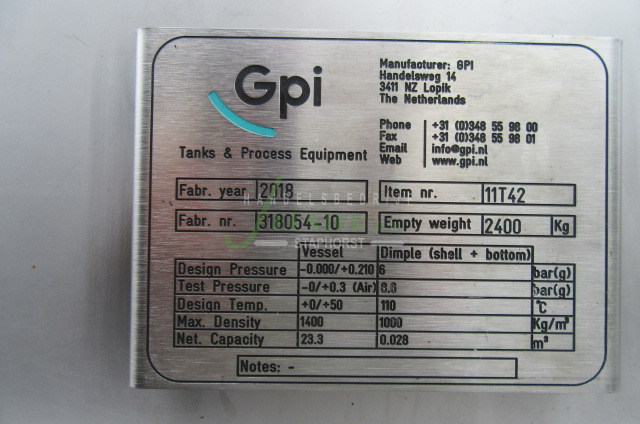 Gpi
Tanks & Process Equipment
Manufacturer: GPI
Handelsweg 14
3411 NZ Lopik
The Netherlands
Phone +31 (0)348 55 98 00
Fax +31 (0)348 55 98 01
Email info@gpi.nl
Web www.gpi.nl
Fabr. year 2018 Item nr. 11T42
HANDELSBEDRIJF
Fabr. nr. 318054-10 Empty weight 2400 Kg
STACHORST
Vessel Dimple (shell + bottom)
Design Pressure -0.000/+0.210 6 bar(g)
Test Pressure -0/+0.3 (Air) bar(g)
Design Temp. +0/+50 110 °C
Max. Density 1400 1000 Kg/m³
Net. Capacity 23.3 0.028 m³
Notes: -